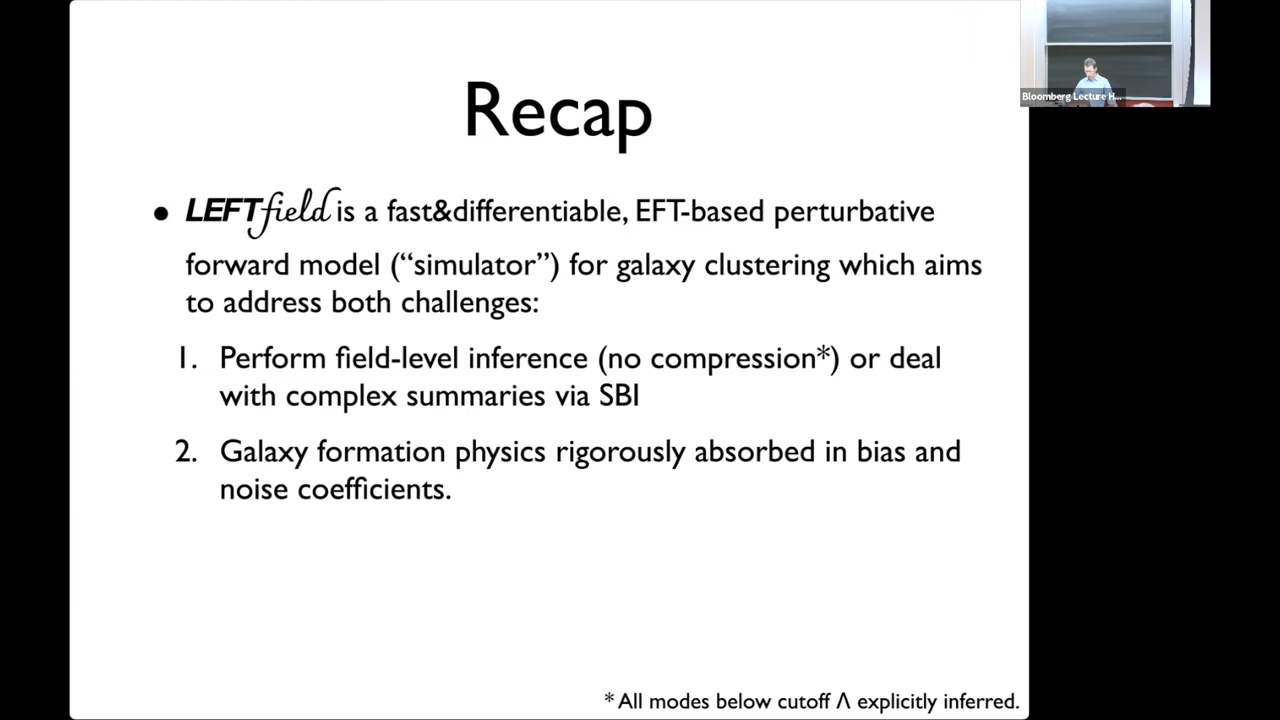 Recap
• LEFTfield is a fast&differentiable, EFT-based perturbative
forward model (“simulator”) for galaxy clustering which aims
to address both challenges:
1. Perform field-level inference (no compression*) or deal
with complex summaries via SBI
2. Galaxy formation physics rigorously absorbed in bias and
noise coefficients.
* All modes below cutoff Λ explicitly inferred.
Bloomberg Lecture H...